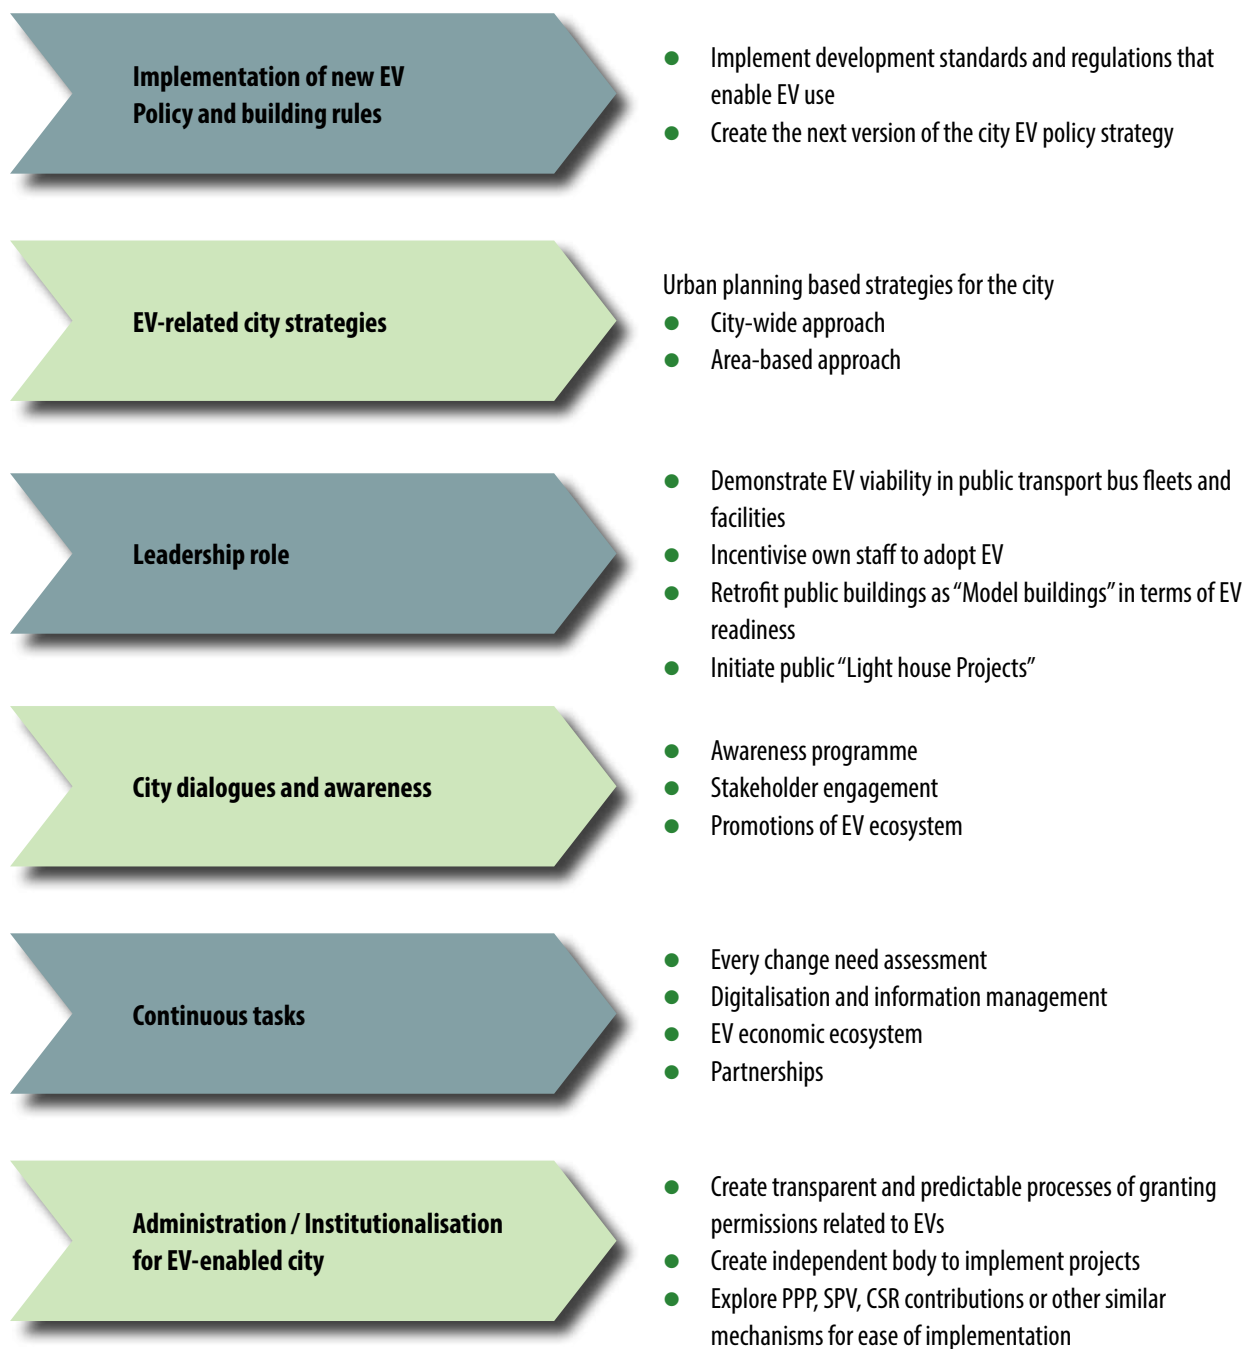 Implementation of new EV
Policy and building rules
● Implement development standards and regulations that
enable EV use
● Create the next version of the city EV policy strategy
EV-related city strategies
Urban planning based strategies for the city
● City-wide approach
● Area-based approach
Leadership role
● Demonstrate EV viability in public transport bus fleets and
facilities
● Incentivise own staff to adopt EV
● Retrofit public buildings as “Model buildings” in terms of EV
readiness
● Initiate public “Light house Projects”
City dialogues and awareness
● Awareness programme
● Stakeholder engagement
● Promotions of EV ecosystem
Continuous tasks
● Every change need assessment
● Digitalisation and information management
● EV economic ecosystem
● Partnerships
Administration / Institutionalisation
for EV-enabled city
● Create transparent and predictable processes of granting
permissions related to EVs
● Create independent body to implement projects
● Explore PPP, SPV, CSR contributions or other similar
mechanisms for ease of implementation